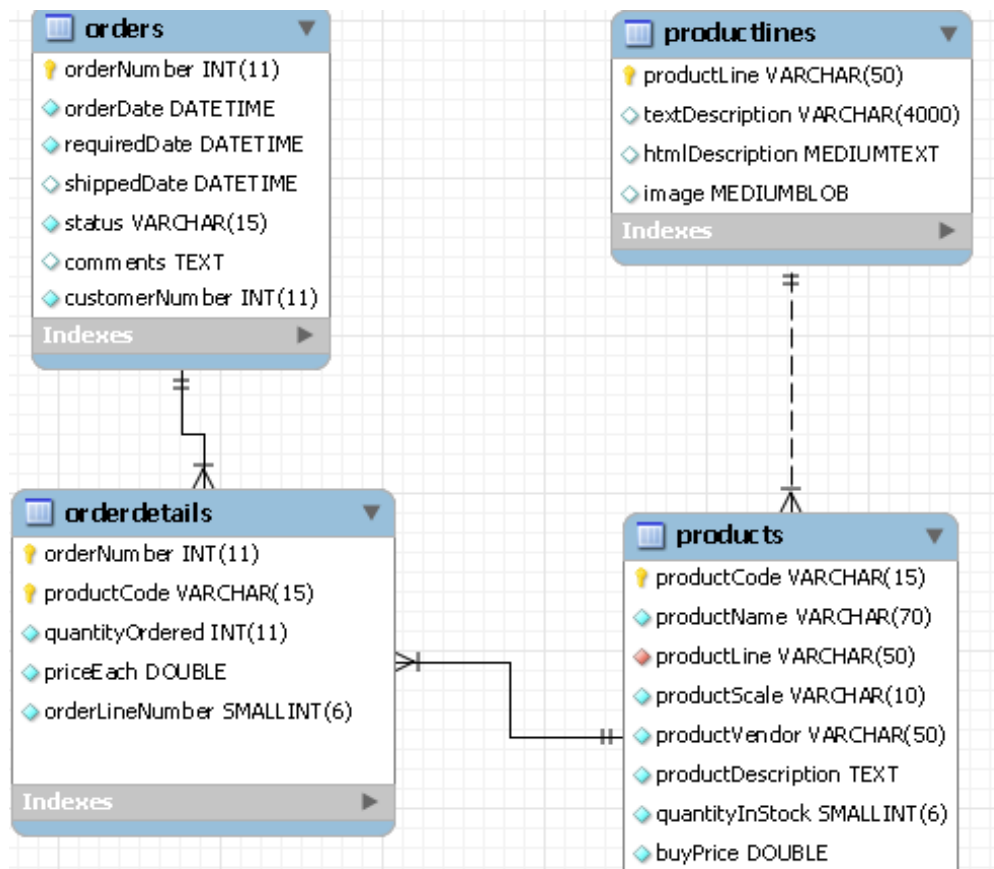 orders
orderNumber INT(11)
orderDate DATETIME
requiredDate DATETIME
shippedDate DATETIME
status VARCHAR(15)
comments TEXT
customerNumber INT(11)
Indexes
productlines
productLine VARCHAR(50)
textDescription VARCHAR(4000)
htmlDescription MEDIUMTEXT
image MEDIUMBLOB
Indexes
orderdetails
orderNumber INT(11)
productCode VARCHAR(15)
quantityOrdered INT(11)
priceEach DOUBLE
orderLineNumber SMALLINT(6)
Indexes
products
productCode VARCHAR(15)
productName VARCHAR(70)
productLine VARCHAR(50)
productScale VARCHAR(10)
productVendor VARCHAR(50)
productDescription TEXT
quantityInStock SMALLINT(6)
buyPrice DOUBLE